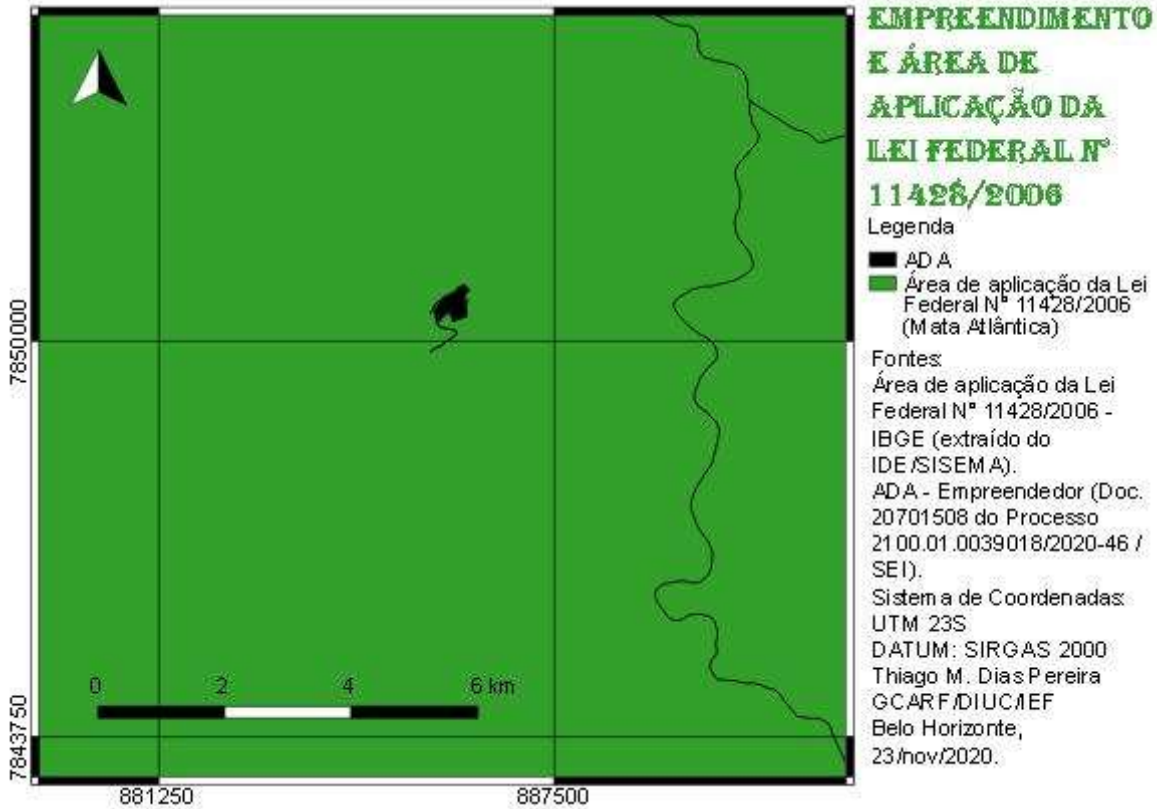 EMPREENDIMENTO
E ÁREA DE
APLICAÇÃO DA
LEI FEDERAL Nº
11428/2006
Legenda
ADA
Área de aplicação da Lei
Federal Nº 11428/2006
(Mata Atlântica)
Fontes:
Área de aplicação da Lei
Federal Nº 11428/2006 -
IBGE (extraído do
IDE/SISEMA).
ADA - Empreendedor (Doc.
20701508 do Processo
2100.01.0039018/2020-46 /
SEI).
Sistema de Coordenadas:
UTM 23S
DATUM: SIRGAS 2000
Thiago M. Dias Pereira
GCARF/DIUC/IEF
Belo Horizonte,
23/nov/2020.
7850000
7843750
0 2 4 6 km
881250 887500